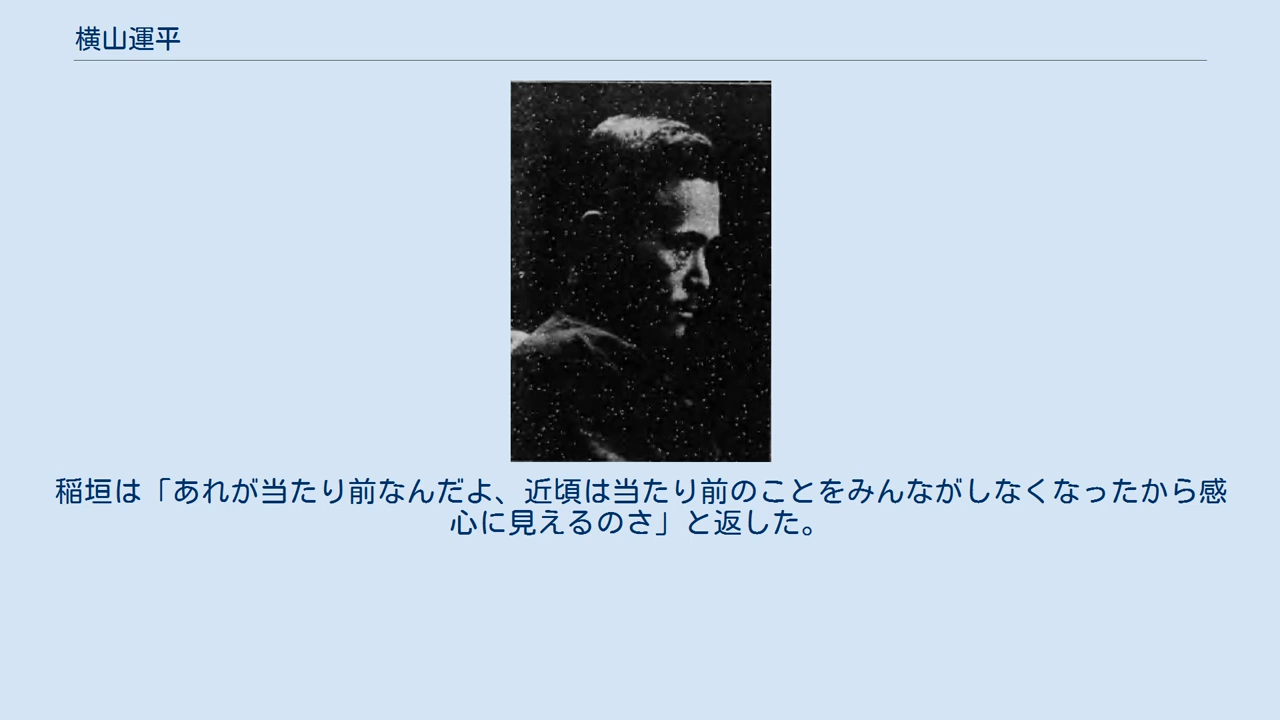 横山運平
稲垣は「あれが当たり前なんだよ、近頃は当たり前のことをみんながしなくなったから感
心に見えるのさ」と返した。